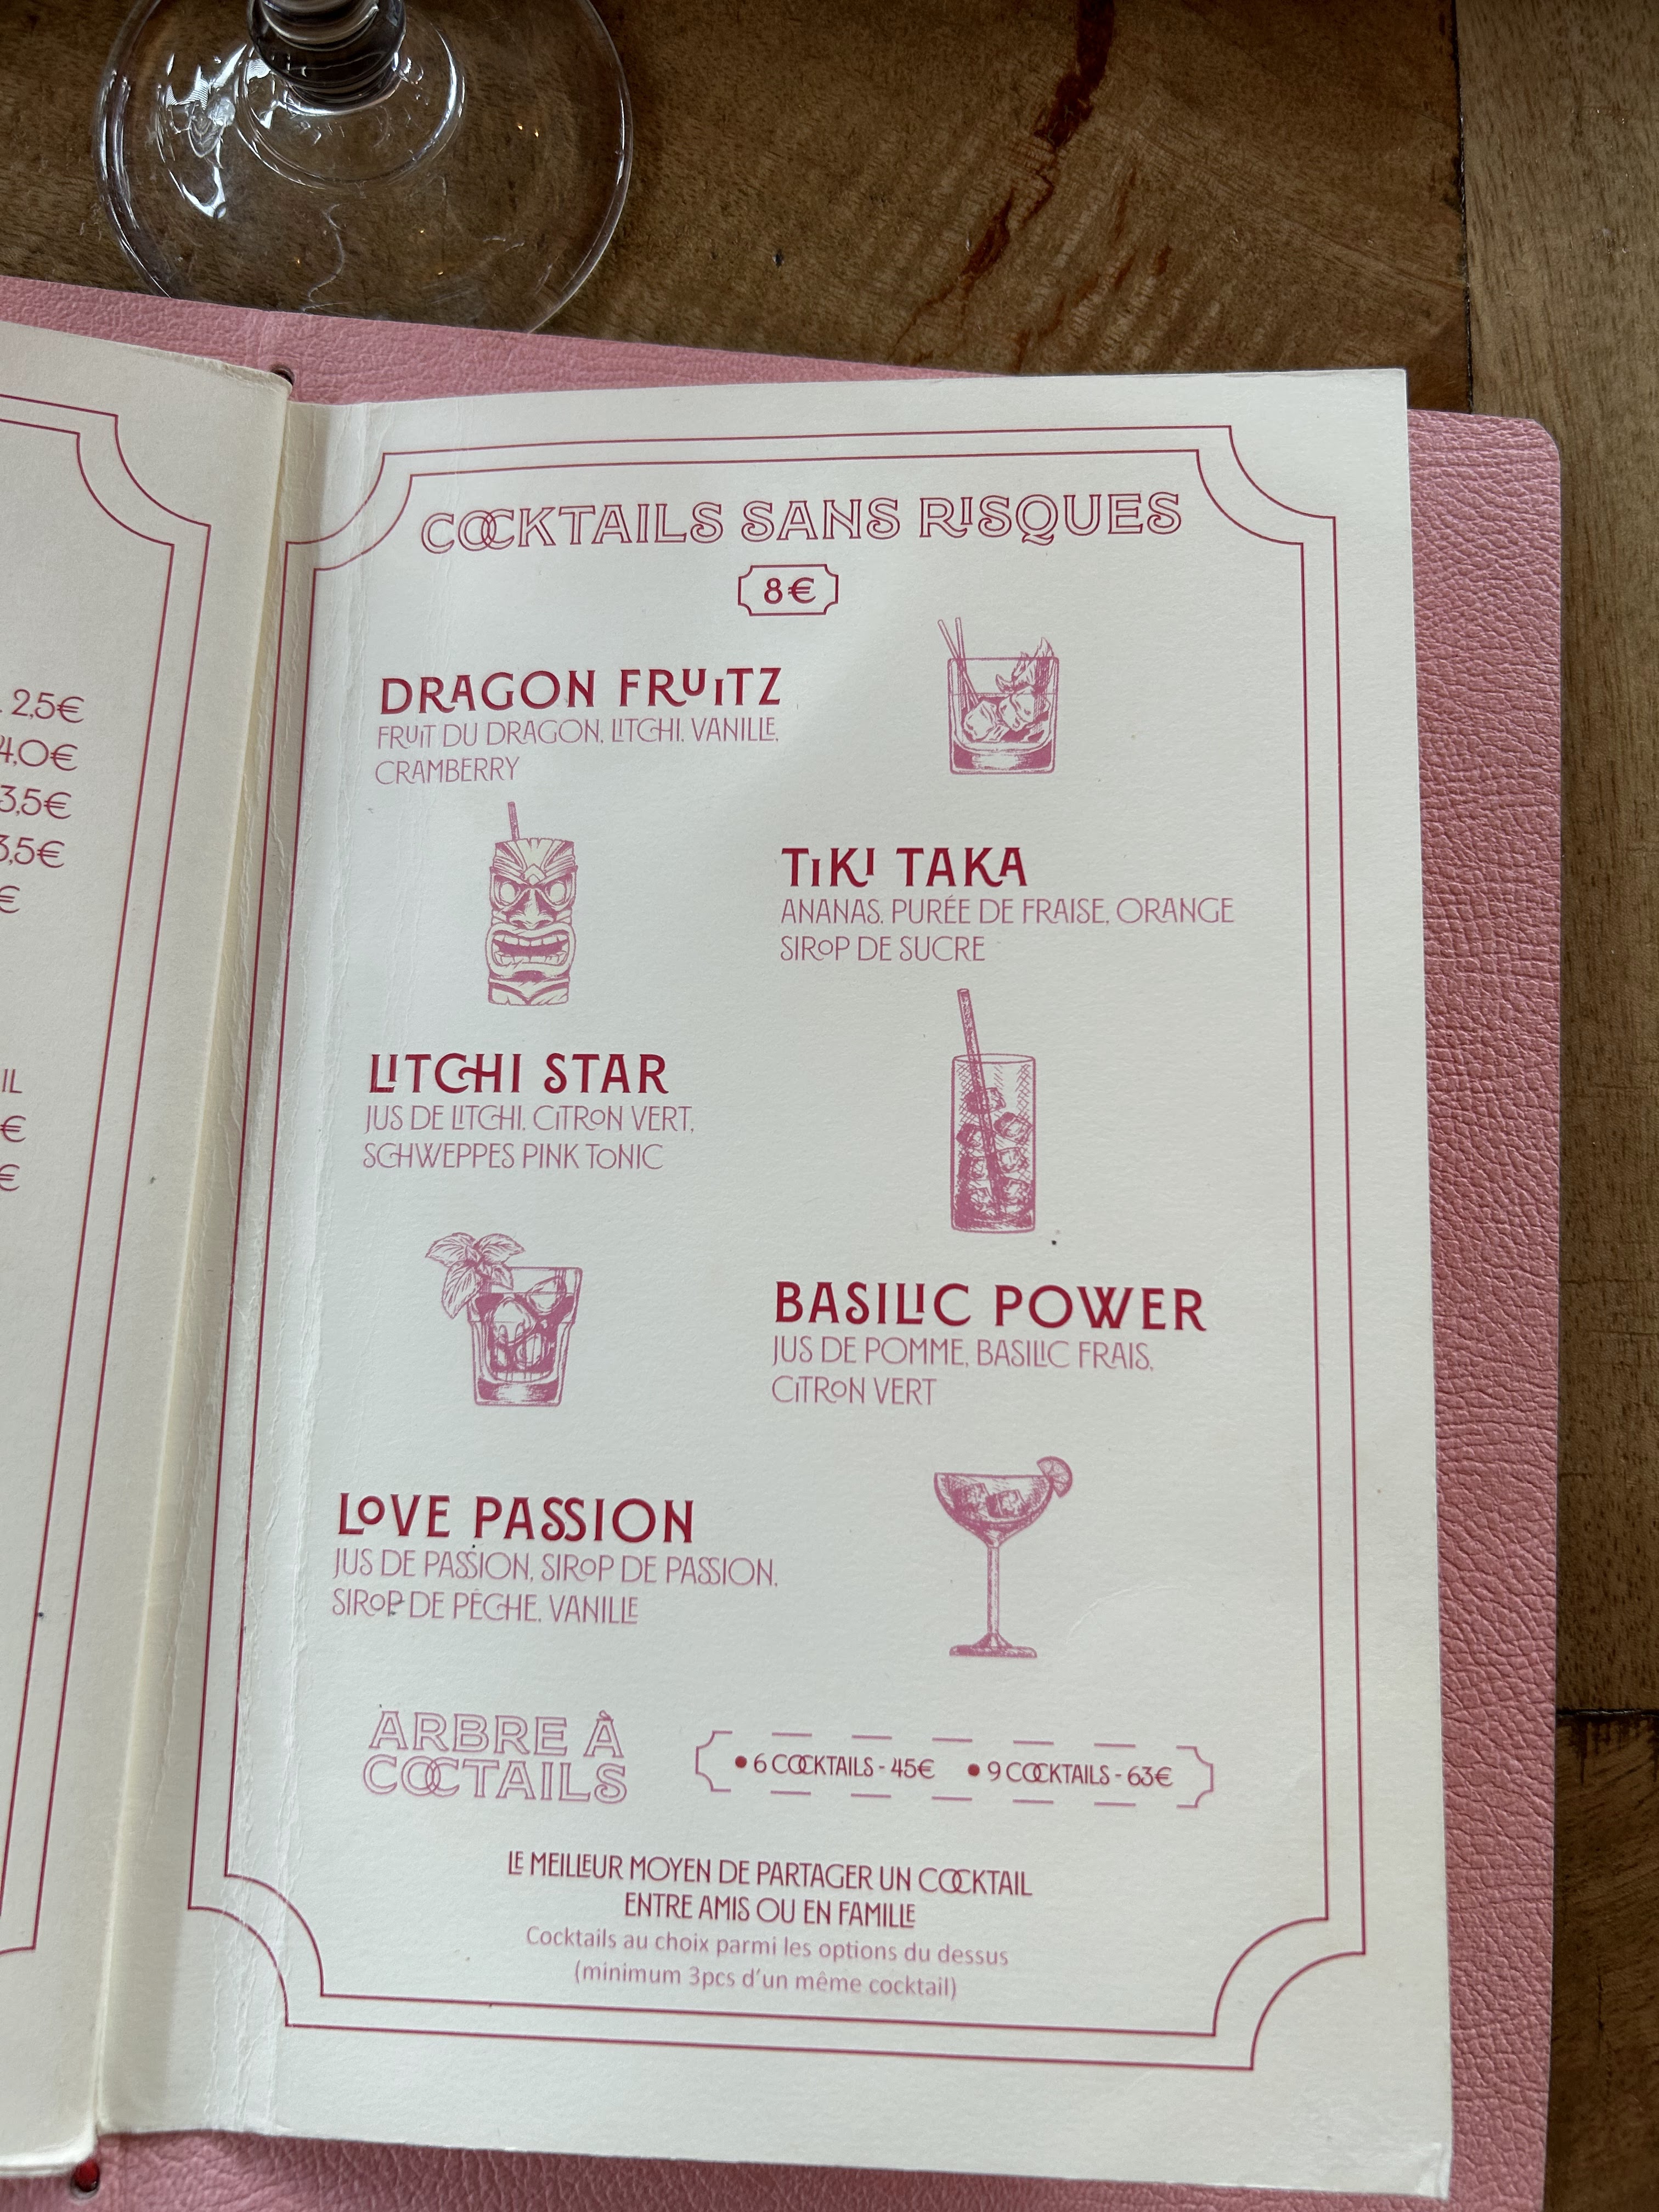 2,5€
4,0€
3,5€
3,5€
€
IL
€
€
COCKTAILS SANS RISQUES
8€
DRAGON FRUITZ
FRUIT DU DRAGON, LITCHI, VANILLE,
CRAMBERRY
TIKI TAKA
ANANAS, PURÉE DE FRAISE, ORANGE
SIROP DE SUCRE
LITCHI STAR
JUS DE LITCHI, CITRON VERT,
SCHWEPPES PINK TONIC
BASILIC POWER
JUS DE POMME, BASILIC FRAIS,
CITRON VERT
LOVE PASSION
JUS DE PASSION, SIROP DE PASSION,
SIROP DE PÊCHE, VANILLE
ARBRE À
COCTAILS
• 6 COCKTAILS - 45€ • 9 COCKTAILS - 63€
LE MEILLEUR MOYEN DE PARTAGER UN COCKTAIL
ENTRE AMIS OU EN FAMILLE
Cocktails au choix parmi les options du dessus
(minimum 3pcs d'un même cocktail)